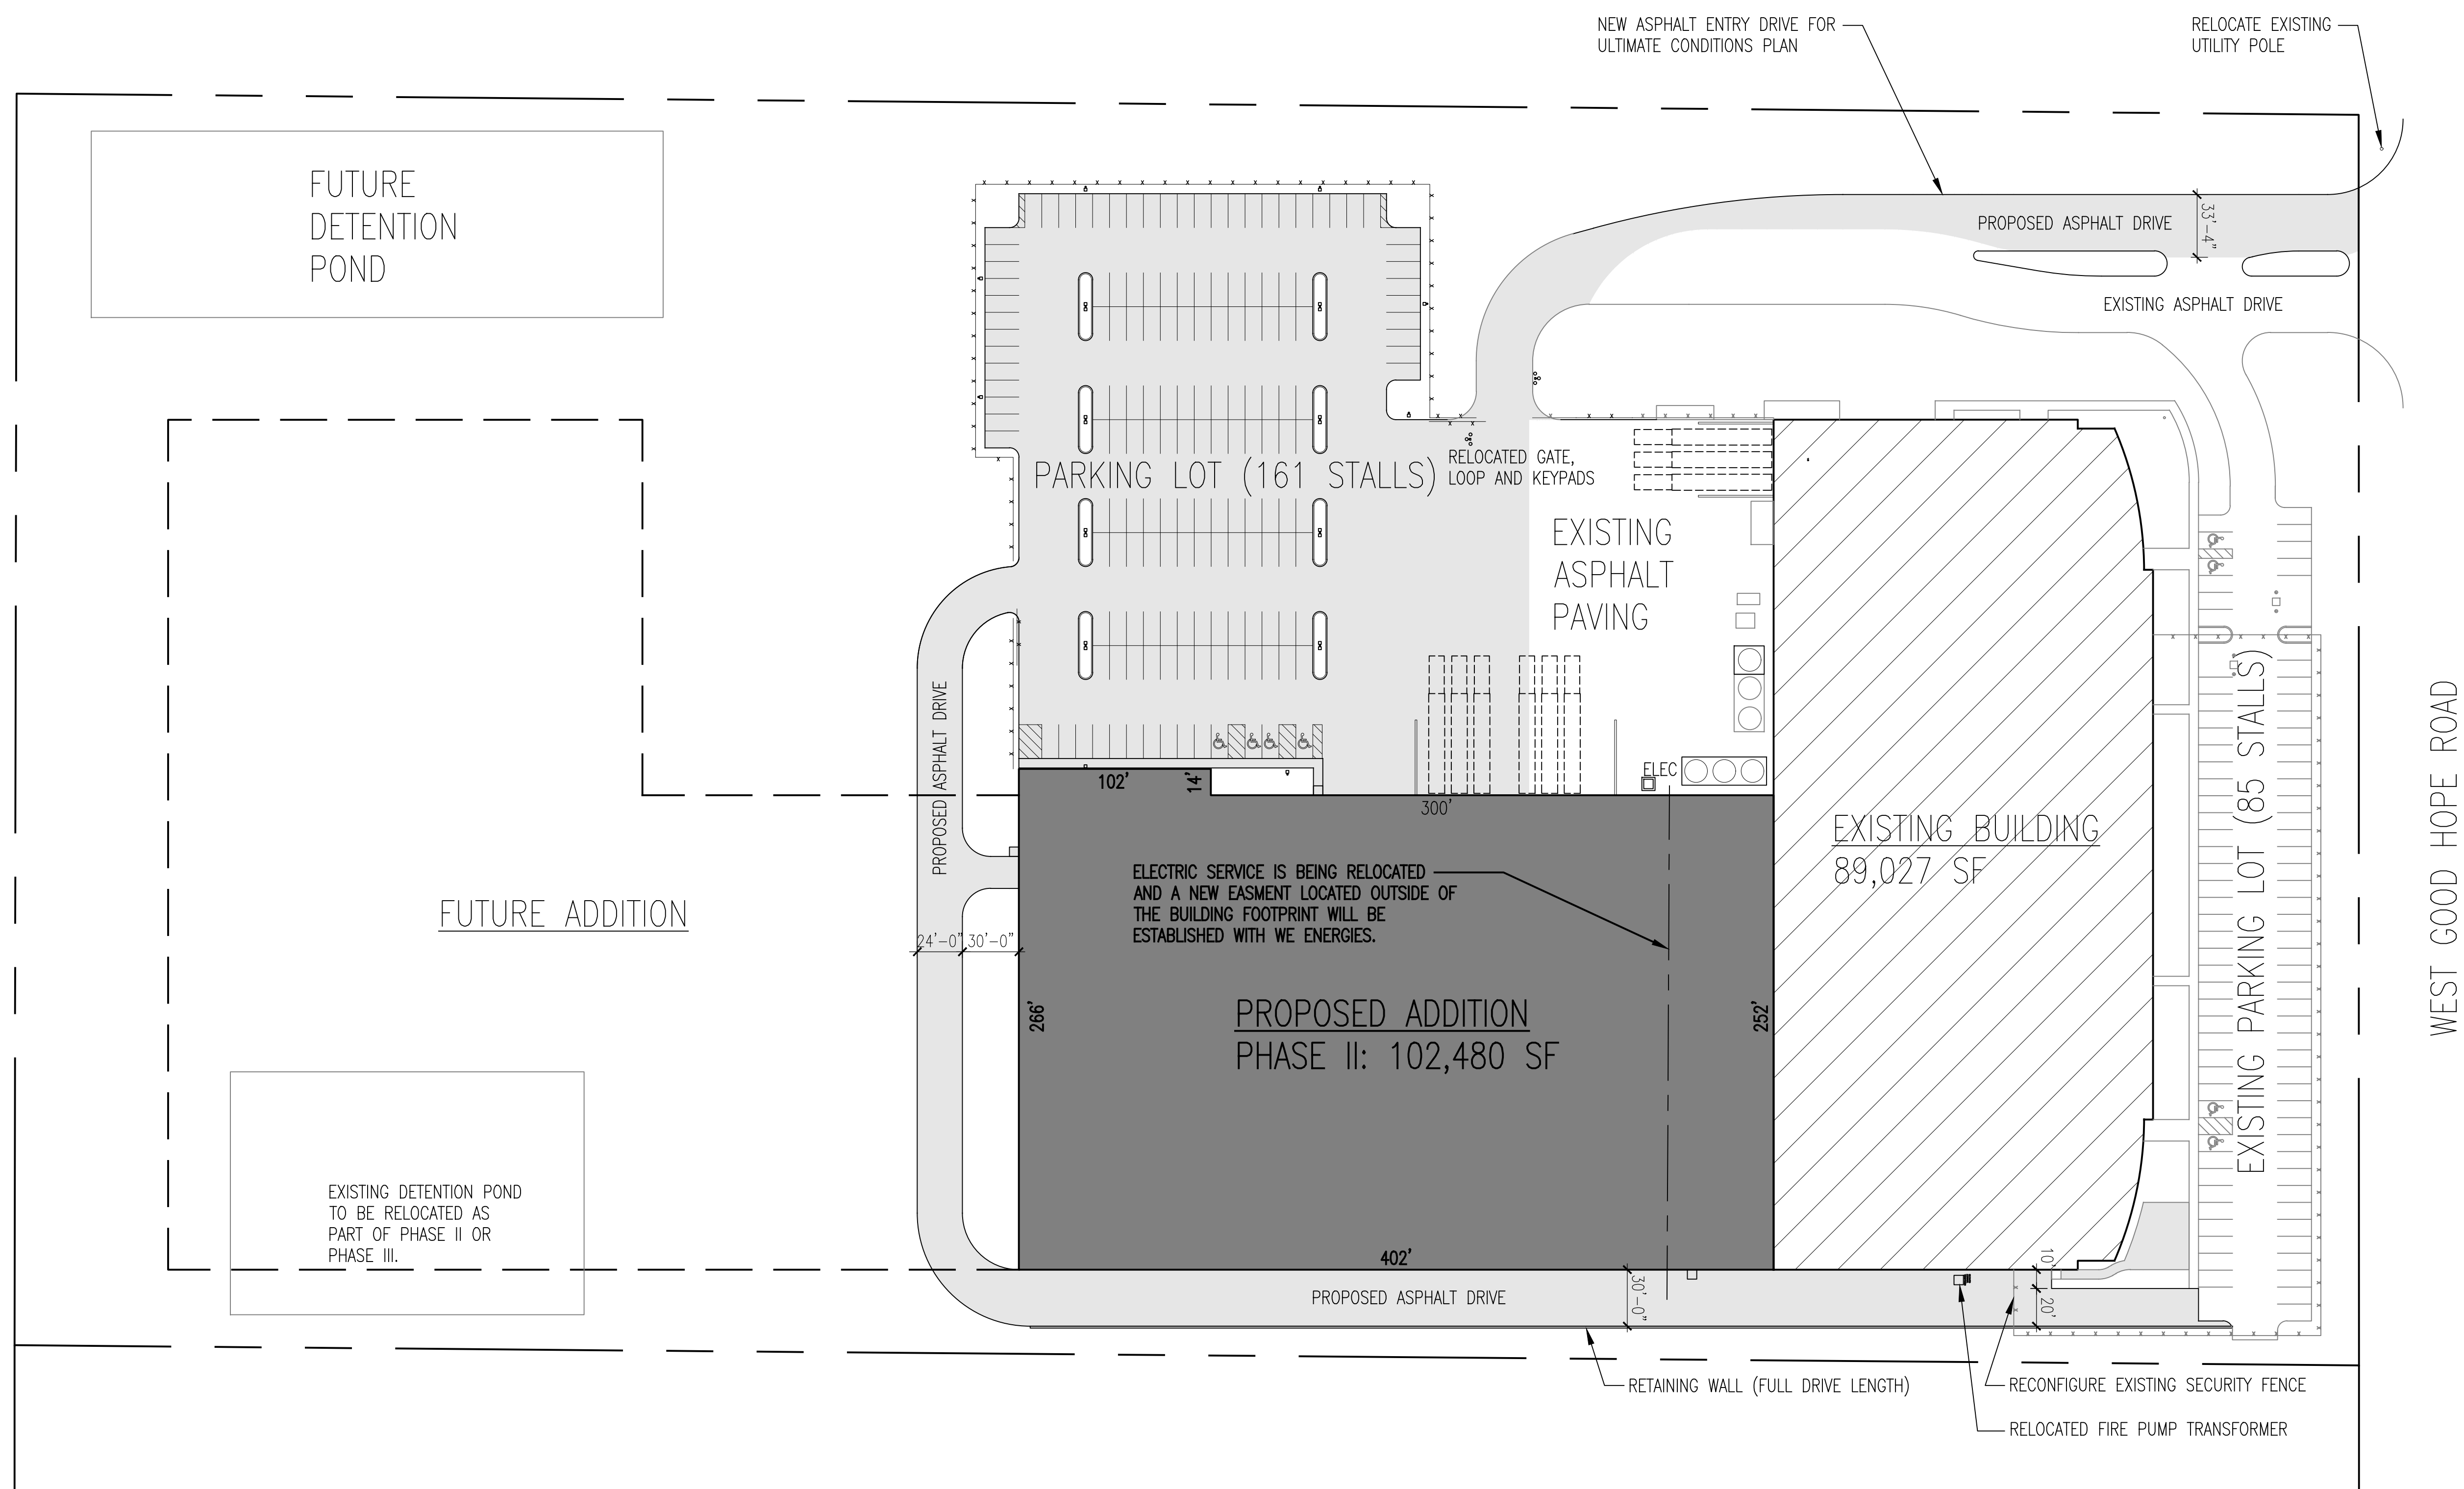 NEW ASPHALT ENTRY DRIVE FOR
ULTIMATE CONDITIONS PLAN
RELOCATE EXISTING
UTILITY POLE
FUTURE
DETENTION
POND
PROPOSED ASPHALT DRIVE
33'-4"
EXISTING ASPHALT DRIVE
PARKING LOT (161 STALLS)
RELOCATED GATE,
LOOP AND KEYPADS
EXISTING
ASPHALT
PAVING
PROPOSED ASPHALT DRIVE
ELEC
102'
14'
300'
EXISTING BUILDING
89,027 SF
EXISTING PARKING LOT (85 STALLS)
WEST GOOD HOPE ROAD
ELECTRIC SERVICE IS BEING RELOCATED
AND A NEW EASMENT LOCATED OUTSIDE OF
THE BUILDING FOOTPRINT WILL BE
ESTABLISHED WITH WE ENERGIES.
FUTURE ADDITION
24'-0"
30'-0"
266'
252'
PROPOSED ADDITION
PHASE II: 102,480 SF
EXISTING DETENTION POND
TO BE RELOCATED AS
PART OF PHASE II OR
PHASE III.
402'
10'
20'
30'-0"
PROPOSED ASPHALT DRIVE
RETAINING WALL (FULL DRIVE LENGTH)
RECONFIGURE EXISTING SECURITY FENCE
RELOCATED FIRE PUMP TRANSFORMER